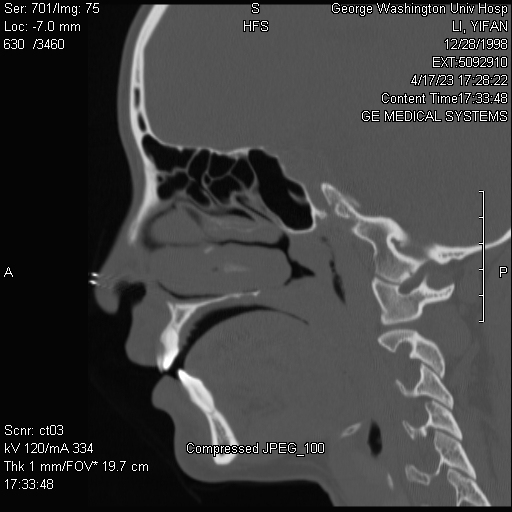 Ser: 701/Img: 75
Loc: -7.0 mm
630 /3460
S
HFS
George Washington Univ Hosp
LI, YIFAN
12/28/1998
EXT:5092910
4/17/23 17:28:22
Content Time17:33:48
GE MEDICAL SYSTEMS
A
P
Scnr: ct03
kV 120/mA 334
Thk 1 mm/FOV* 19.7 cm
17:33:48
Compressed JPEG_100